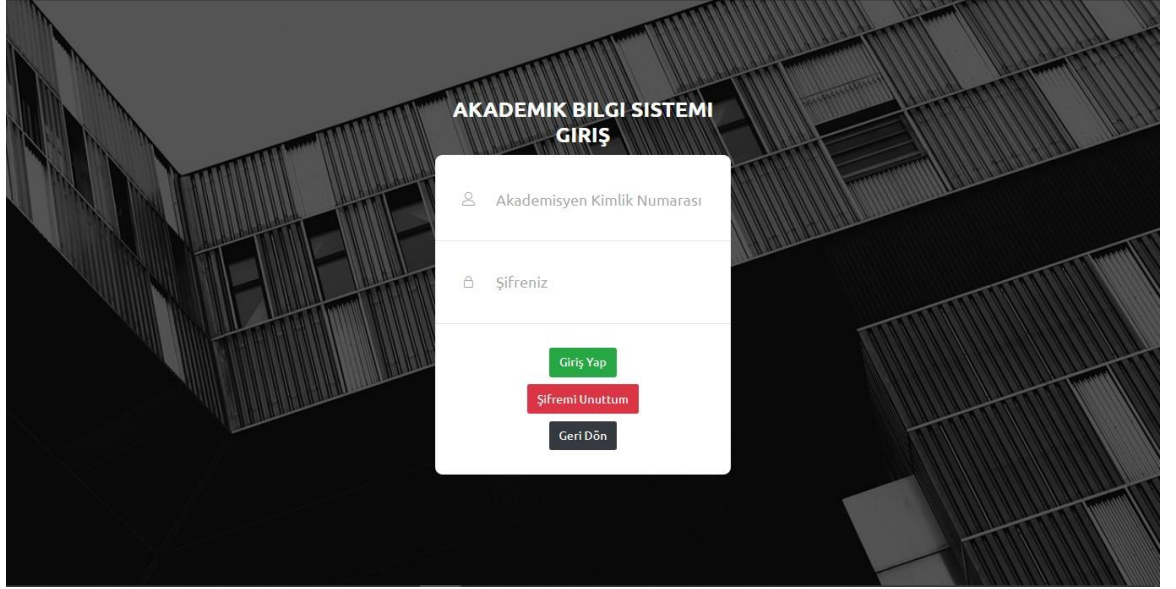 AKADEMIK BILGI SISTEMI
GIRIŞ
Akademisyen Kimlik Numarası
Şifreniz
Giriş Yap
Şifremi Unuttum
Geri Dön